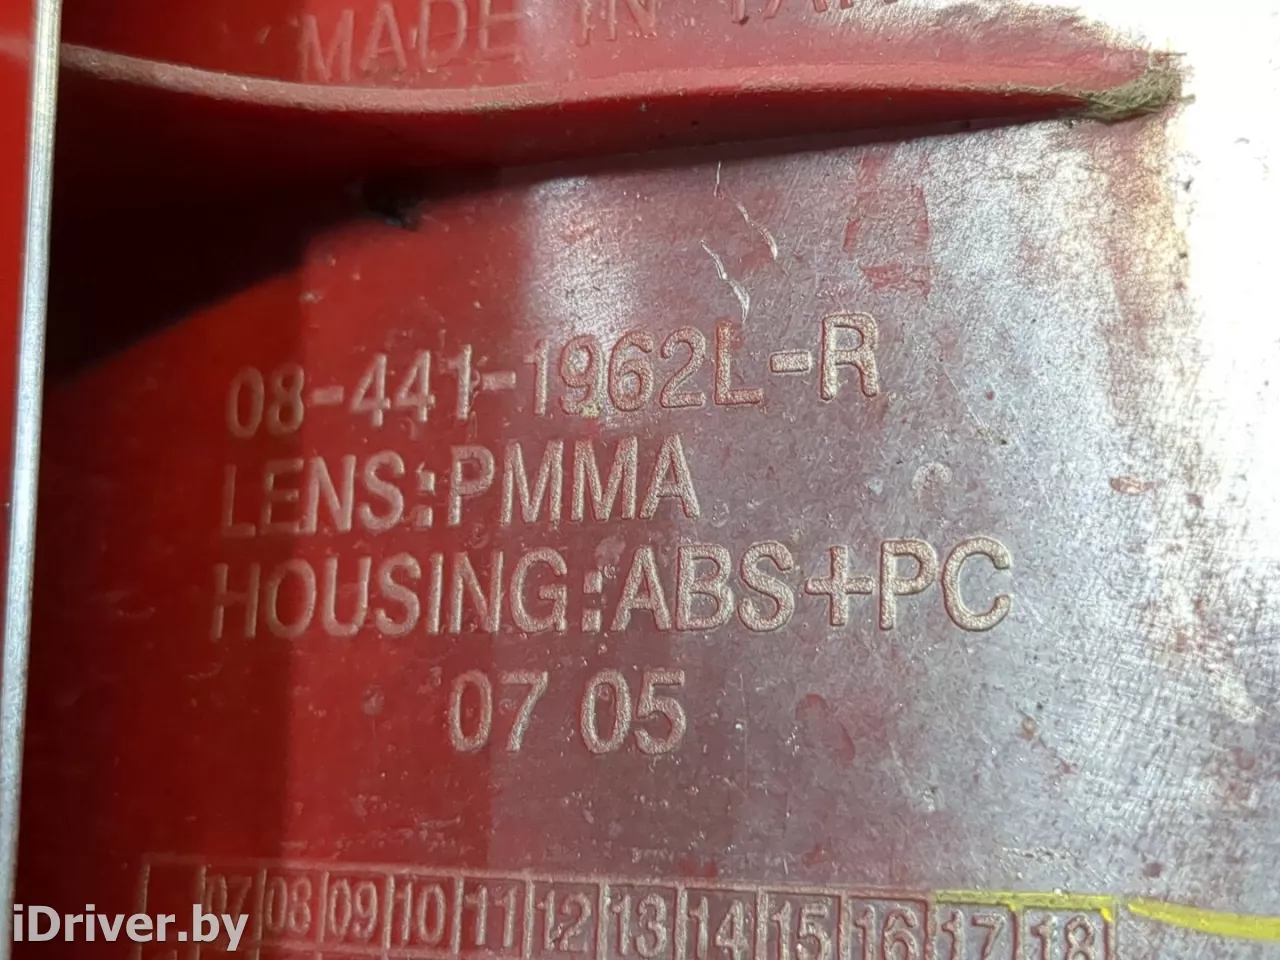 MADE IN
08-441-1962L-R
LENS:PMMA
HOUSING:ABS+PC
07 05
07 08 09 10 11 12 13 14 15 16 17 18
iDriver.by